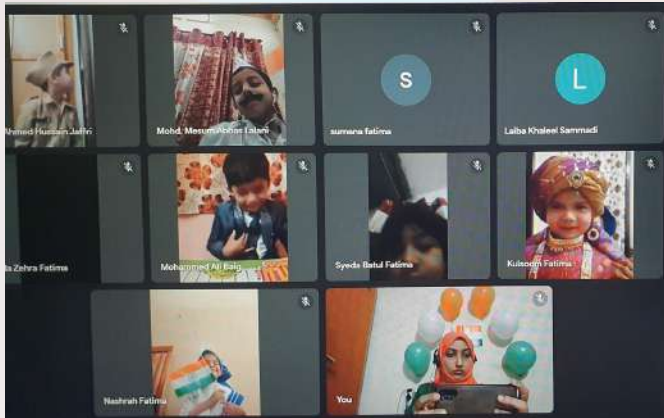 Ahmed Hussain Jaffri
Mohd. Mesum Abbas Lalani
S
sumana fatima
L
Laiba Khaleel Sammadi
Zehra Fatima
Mohammed Ali Baig
Syeda Batul Fatima
Kulsoom Fatima
Nashrah Fatima
You